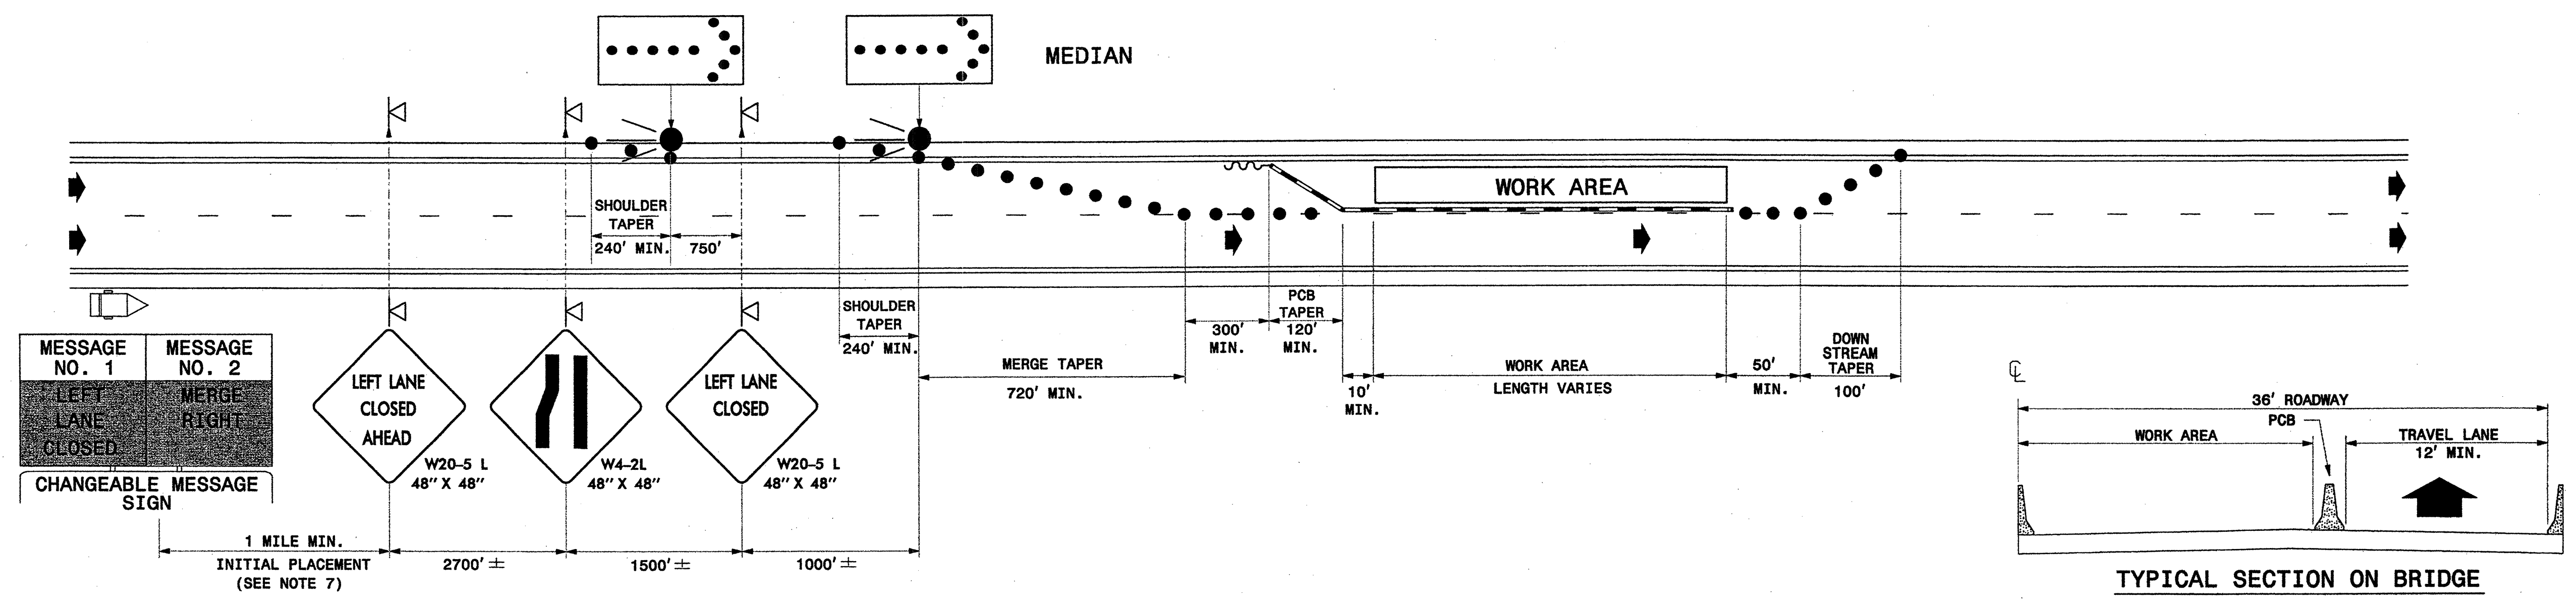 MEDIAN
WORK AREA
SHOULDER
TAPER
240' MIN.
750'
SHOULDER
TAPER
240' MIN.
MERGE TAPER
720' MIN.
300'
MIN.
PCB
TAPER
120'
MIN.
10'
MIN.
WORK AREA
LENGTH VARIES
50'
MIN.
DOWN
STREAM
TAPER
100'
MESSAGE
NO. 1
MESSAGE
NO. 2
LEFT
LANE
CLOSED
MERGE
RIGHT
CHANGEABLE MESSAGE
SIGN
LEFT LANE
CLOSED
AHEAD
W20-5 L
48" X 48"
W4-2L
48" X 48"
LEFT LANE
CLOSED
W20-5 L
48" X 48"
1 MILE MIN.
INITIAL PLACEMENT
(SEE NOTE 7)
2700' ±
1500' ±
1000' ±
CL
36' ROADWAY
PCB
WORK AREA
TRAVEL LANE
12' MIN.
TYPICAL SECTION ON BRIDGE